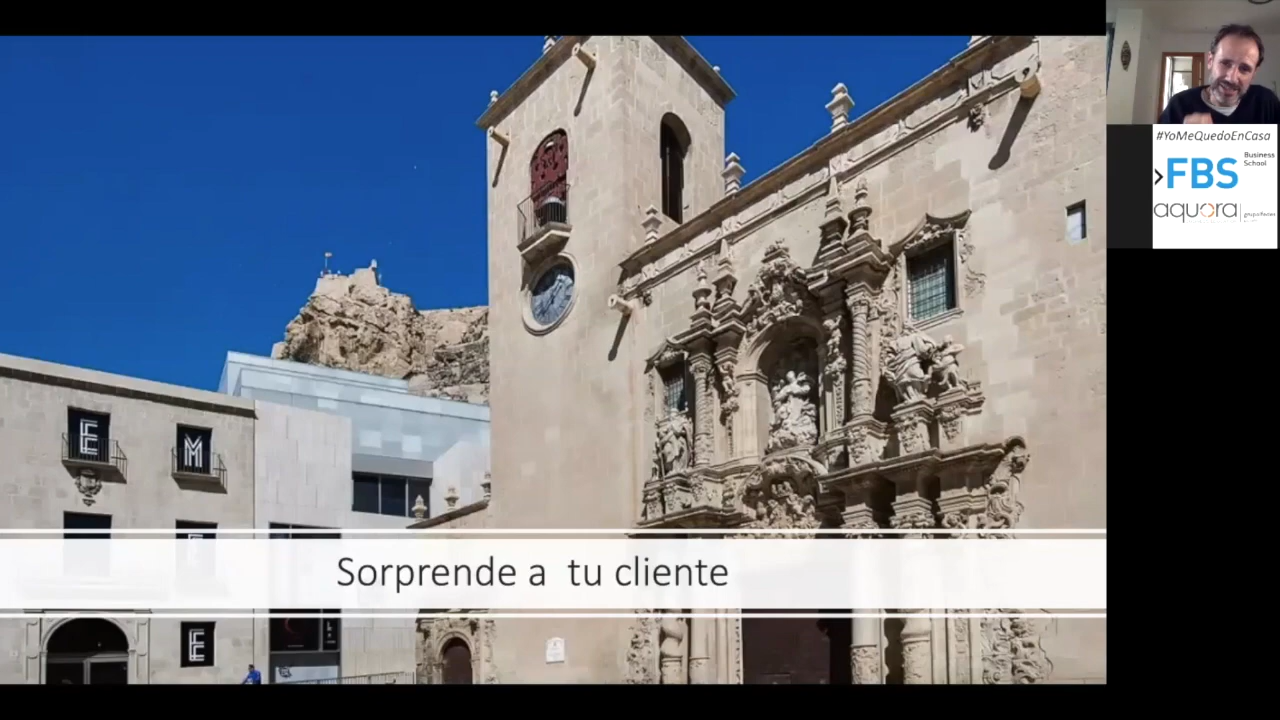 #YoMeQuedoEnCasa
FBS
Business
School
aquora
E
M
Sorprende a tu cliente
E